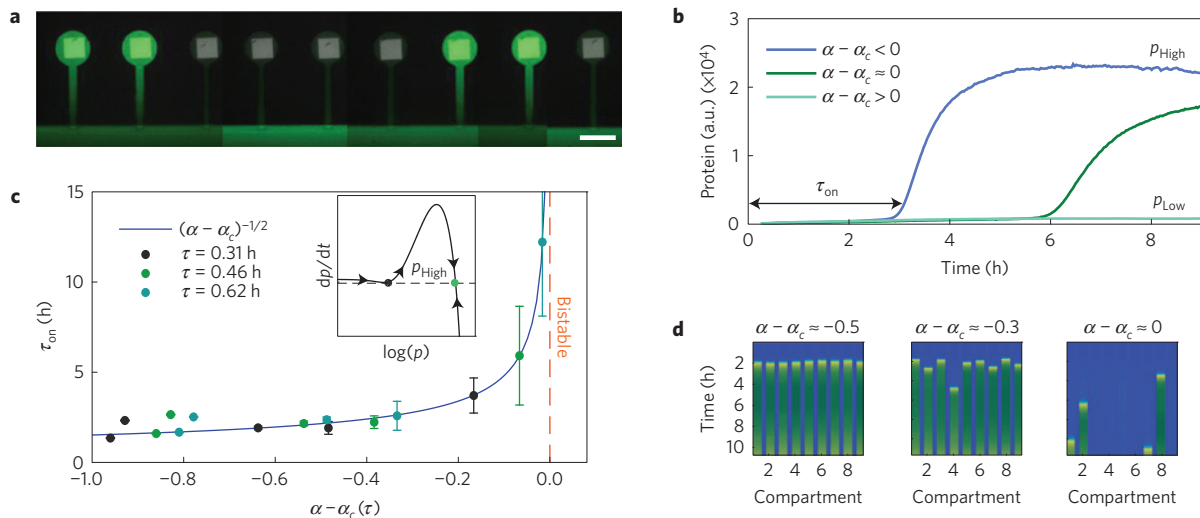 a
b
Protein (a.u.) (×10⁴)
3
2
1
0
α − α_c < 0
α − α_c ≈ 0
α − α_c > 0
p_High
τ_on
p_Low
0
2
4
6
8
Time (h)
c
τ_on (h)
15
10
5
0
(α − α_c)^−1/2
τ = 0.31 h
τ = 0.46 h
τ = 0.62 h
dp/dt
p_High
log(p)
Bistable
−1.0
−0.8
−0.6
−0.4
−0.2
0.0
α − α_c(τ)
d
α − α_c ≈ −0.5
α − α_c ≈ −0.3
α − α_c ≈ 0
Time (h)
2
4
6
8
10
2 4 6 8
2 4 6 8
2 4 6 8
Compartment
Compartment
Compartment